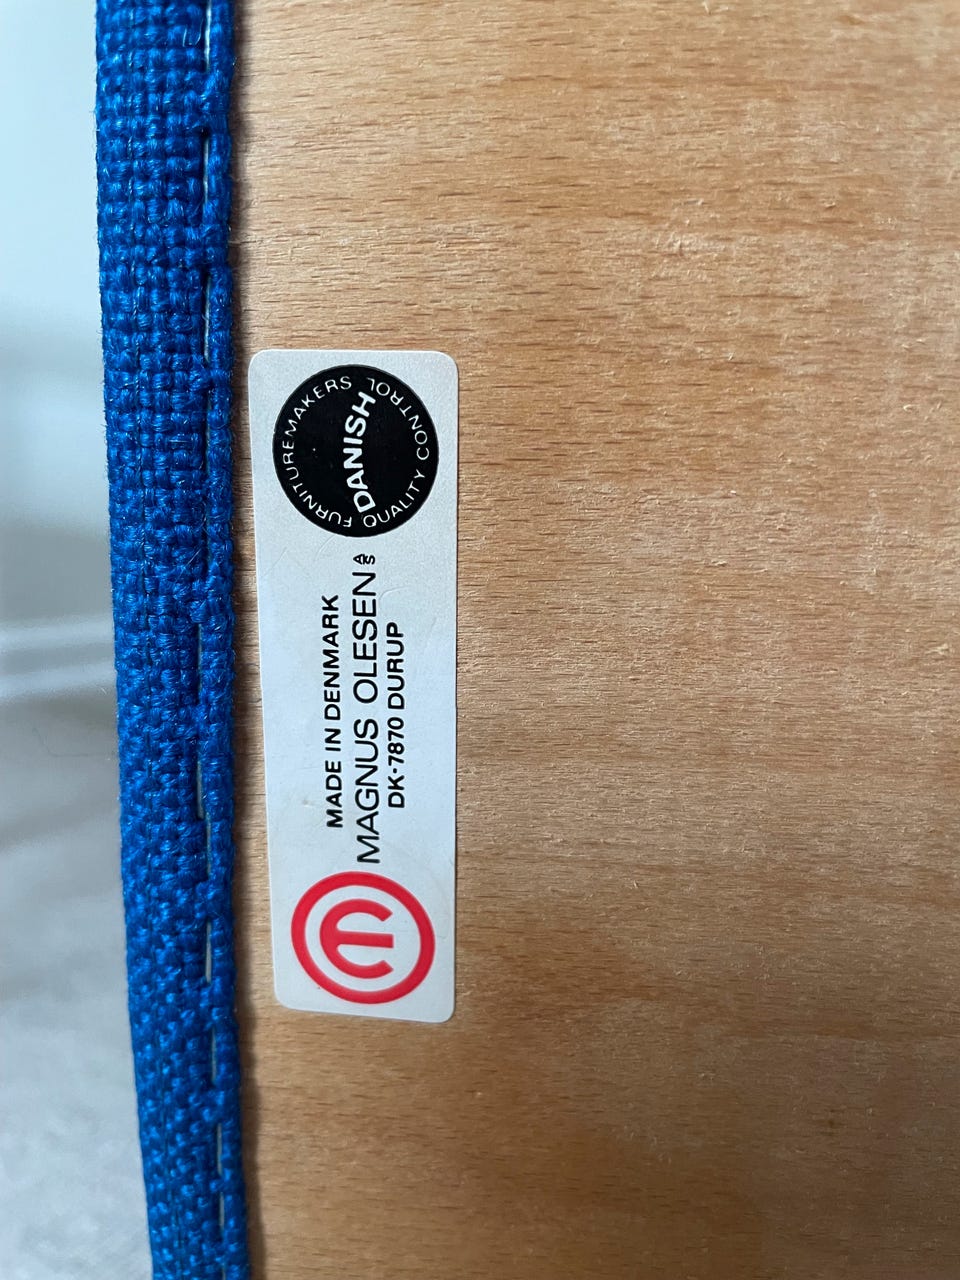 MADE IN DENMARK
MAGNUS OLESEN A/S
DK-7870 DURUP
DANISH
FURNITUREMAKERS
QUALITY CONTROL